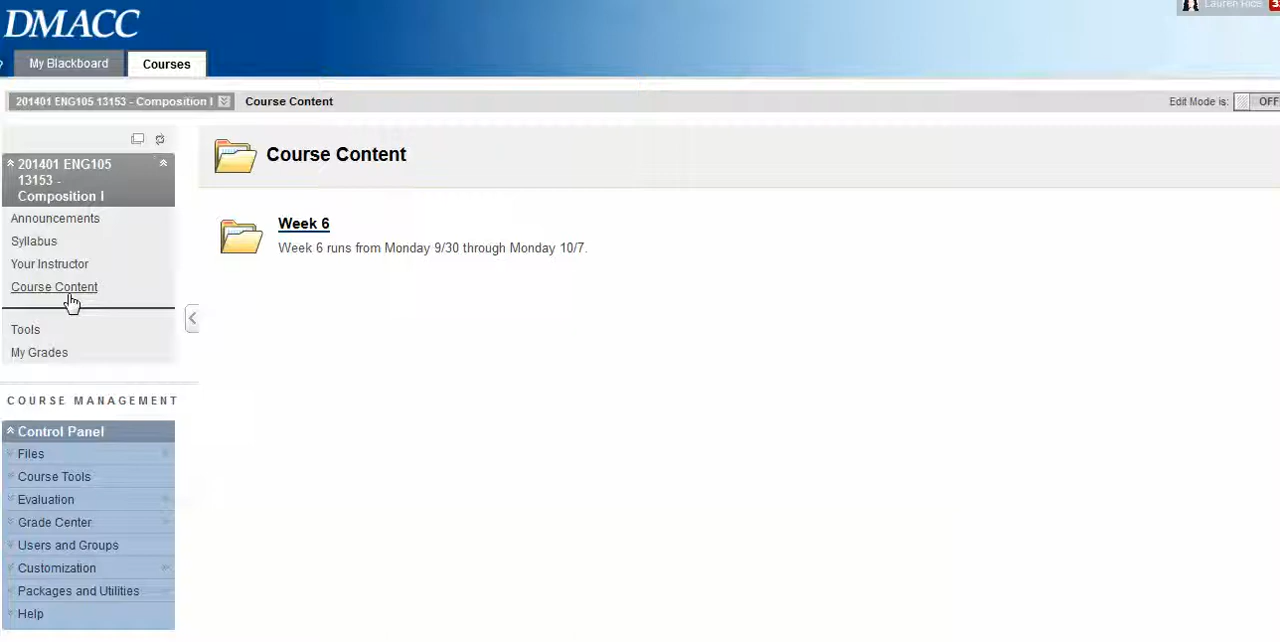 DMACC
Lauren Rice
My Blackboard
Courses
201401 ENG105 13153 - Composition I
Course Content
Edit Mode is:
OFF
Course Content
201401 ENG105
13153 -
Composition I
Announcements
Syllabus
Your Instructor
Course Content
Tools
My Grades
Week 6
Week 6 runs from Monday 9/30 through Monday 10/7.
COURSE MANAGEMENT
Control Panel
Files
Course Tools
Evaluation
Grade Center
Users and Groups
Customization
Packages and Utilities
Help